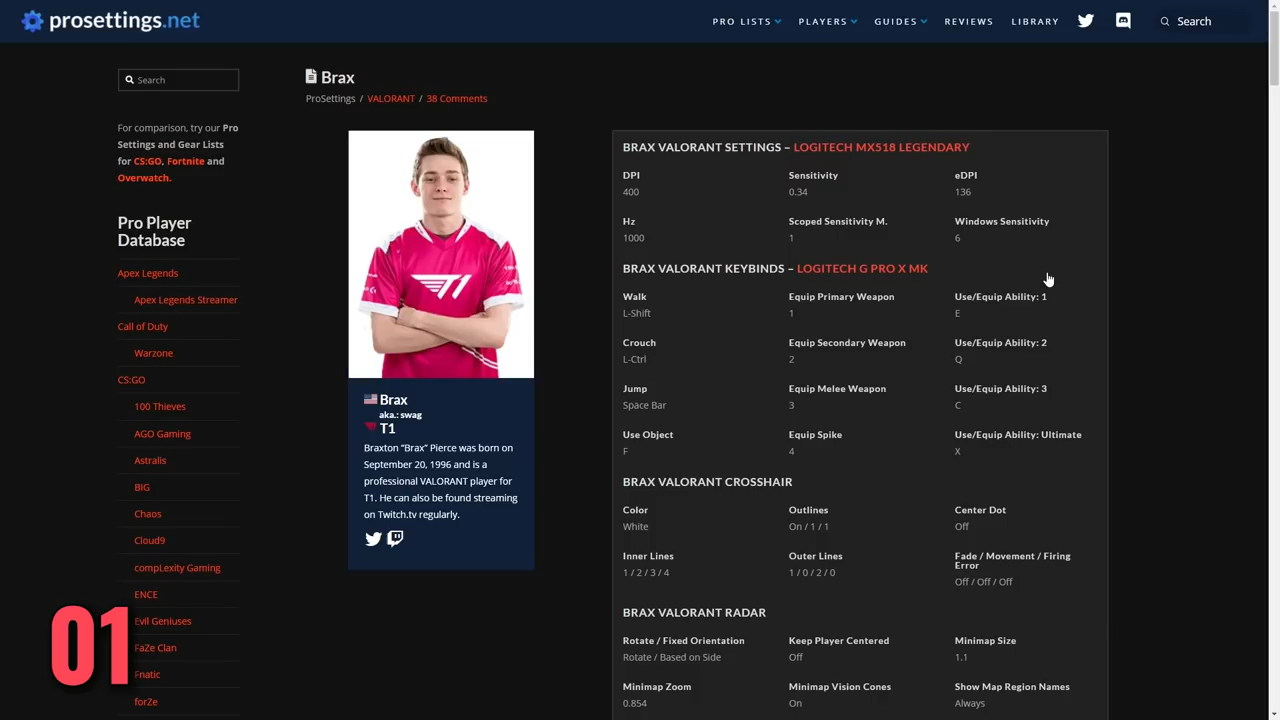 prosettings.net
PRO LISTS
PLAYERS
GUIDES
REVIEWS
LIBRARY
Search
Search
For comparison, try our Pro
Settings and Gear Lists
for CS:GO, Fortnite and
Overwatch.
Pro Player
Database
Apex Legends
Apex Legends Streamer
Call of Duty
Warzone
CS:GO
100 Thieves
AGO Gaming
Astralis
BIG
Chaos
Cloud9
compLexity Gaming
ENCE
Evil Geniuses
FaZe Clan
Fnatic
forZe
01
Brax
ProSettings / VALORANT / 38 Comments
T1
Brax
aka.: swag
T1
Braxton “Brax” Pierce was born on
September 20, 1996 and is a
professional VALORANT player for
T1. He can also be found streaming
on Twitch.tv regularly.
BRAX VALORANT SETTINGS – LOGITECH MX518 LEGENDARY
DPI Sensitivity eDPI
400 0.34 136
Hz Scoped Sensitivity M. Windows Sensitivity
1000 1 6
BRAX VALORANT KEYBINDS – LOGITECH G PRO X MK
Walk Equip Primary Weapon Use/Equip Ability: 1
L-Shift 1 E
Crouch Equip Secondary Weapon Use/Equip Ability: 2
L-Ctrl 2 Q
Jump Equip Melee Weapon Use/Equip Ability: 3
Space Bar 3 C
Use Object Equip Spike Use/Equip Ability: Ultimate
F 4 X
BRAX VALORANT CROSSHAIR
Color Outlines Center Dot
White On / 1 / 1 Off
Inner Lines Outer Lines Fade / Movement / Firing
Error
1 / 2 / 3 / 4 1 / 0 / 2 / 0 Off / Off / Off
BRAX VALORANT RADAR
Rotate / Fixed Orientation Keep Player Centered Minimap Size
Rotate / Based on Side Off 1.1
Minimap Zoom Minimap Vision Cones Show Map Region Names
0.854 On Always